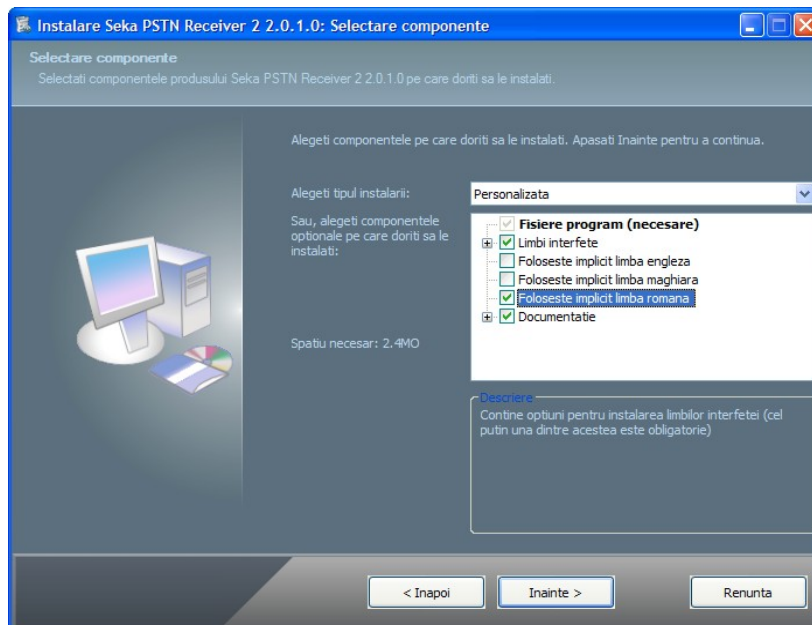 Instalare Seka PSTN Receiver 2 2.0.1.0: Selectare componente
Selectare componente
Selectati componentele produsului Seka PSTN Receiver 2 2.0.1.0 pe care doriti sa le instalati.
Alegeti componentele pe care doriti sa le instalati. Apasati Inainte pentru a continua.
Alegeti tipul instalarii:
Personalizata
Sau, alegeti componentele
optionale pe care doriti sa le
instalati:
Fisiere program (necesare)
Limbi interfete
Foloseste implicit limba engleza
Foloseste implicit limba maghiara
Foloseste implicit limba romana
Documentatie
Spatiu necesar: 2.4MO
Descriere
Contine optiuni pentru instalarea limbilor interfetei (cel
putin una dintre acestea este obligatorie)
< Inapoi
Inainte >
Renunta